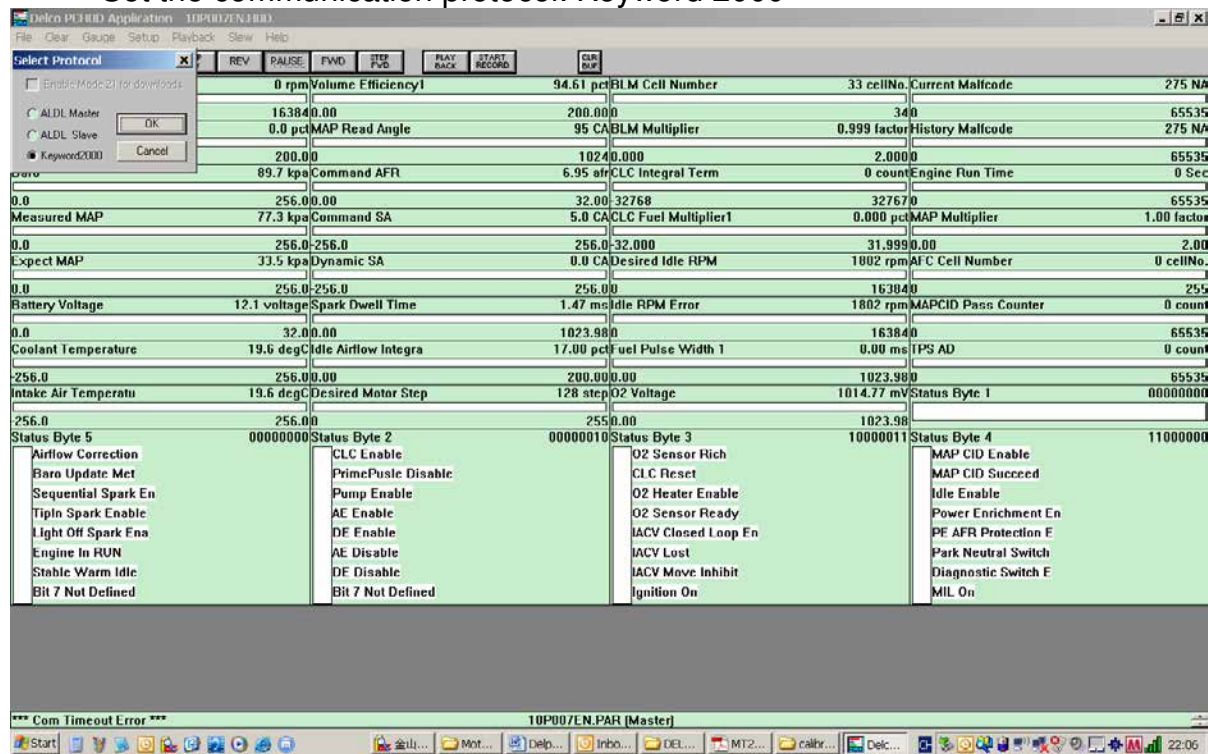 Set the communication protocol: Keyword 2000
Delco PCHUD Application 10P007EN.HUD
File Clear Gauge Setup Playback Slew Help
Select Protocol
REV PAUSE FWD STEP FWD PLAY BACK START RECORD CLR BUF
Enable Mode 21 for downloads
ALDL Master
ALDL Slave
Keyword2000
OK
Cancel
0 rpm Volume Efficiency1 94.61 pct BLM Cell Number 33 cellNo. Current Malfcode 275 NA
16384 0.00 200.00 0 34 0 65535
0.0 pct MAP Read Angle 95 CA BLM Multiplier 0.999 factor History Malfcode 275 NA
200.0 0 1024 0.000 2.000 0 65535
Baro 89.7 kpa Command AFR 6.95 afr CLC Integral Term 0 count Engine Run Time 0 Sec
0.0 256.0 0.00 32.00 -32768 32767 0 65535
Measured MAP 77.3 kpa Command SA 5.0 CA CLC Fuel Multiplier1 0.000 pct MAP Multiplier 1.00 factor
0.0 256.0 -256.0 256.0 -32.000 31.999 0.00 2.00
Expect MAP 33.5 kpa Dynamic SA 0.0 CA Desired Idle RPM 1802 rpm AFC Cell Number 0 cellNo.
0.0 256.0 -256.0 256.0 0 16384 0 255
Battery Voltage 12.1 voltage Spark Dwell Time 1.47 ms Idle RPM Error 1802 rpm MAPCID Pass Counter 0 count
0.0 32.0 0.00 1023.98 0 16384 0 65535
Coolant Temperature 19.6 degC Idle Airflow Integra 17.00 pct Fuel Pulse Width 1 0.00 ms TPS AD 0 count
-256.0 256.0 0.00 200.00 0.00 1023.98 0 65535
Intake Air Temperatu 19.6 degC Desired Motor Step 128 step O2 Voltage 1014.77 mV Status Byte 1 00000000
-256.0 256.0 0 255 0.00 1023.98
Status Byte 5 00000000 Status Byte 2 00000010 Status Byte 3 10000011 Status Byte 4 11000000
Airflow Correction CLC Enable O2 Sensor Rich MAP CID Enable
Baro Update Met PrimePusle Disable CLC Reset MAP CID Succeed
Sequential Spark En Pump Enable O2 Heater Enable Idle Enable
TipIn Spark Enable AE Enable O2 Sensor Ready Power Enrichment En
Light Off Spark Ena DE Enable IACV Closed Loop En PE AFR Protection E
Engine In RUN AE Disable IACV Lost Park Neutral Switch
Stable Warm Idle DE Disable IACV Move Inhibit Diagnostic Switch E
Bit 7 Not Defined Bit 7 Not Defined Ignition On MIL On
*** Com Timeout Error *** 10P007EN.PAR (Master)
Start 金山... Mot... Delp... Inbo... DEL... MT2... calibr... Delc... 22:06